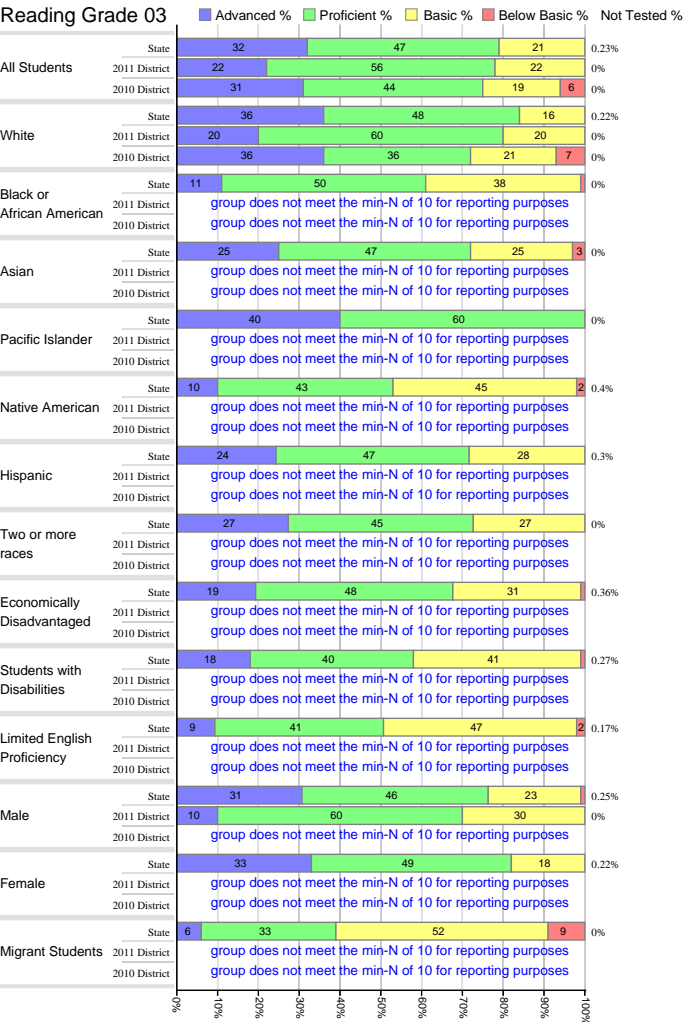 Reading Grade 03 Advanced % Proficient % Basic % Below Basic % Not Tested %
All Students
State 32 47 21 0.23%
2011 District 22 56 22 0%
2010 District 31 44 19 6 0%
White
State 36 48 16 0.22%
2011 District 20 60 20 0%
2010 District 36 36 21 7 0%
Black or
African American
State 11 50 38 0%
2011 District group does not meet the min-N of 10 for reporting purposes
2010 District group does not meet the min-N of 10 for reporting purposes
Asian
State 25 47 25 3 0%
2011 District group does not meet the min-N of 10 for reporting purposes
2010 District group does not meet the min-N of 10 for reporting purposes
Pacific Islander
State 40 60 0%
2011 District group does not meet the min-N of 10 for reporting purposes
2010 District group does not meet the min-N of 10 for reporting purposes
Native American
State 10 43 45 2 0.4%
2011 District group does not meet the min-N of 10 for reporting purposes
2010 District group does not meet the min-N of 10 for reporting purposes
Hispanic
State 24 47 28 0.3%
2011 District group does not meet the min-N of 10 for reporting purposes
2010 District group does not meet the min-N of 10 for reporting purposes
Two or more
races
State 27 45 27 0%
2011 District group does not meet the min-N of 10 for reporting purposes
2010 District group does not meet the min-N of 10 for reporting purposes
Economically
Disadvantaged
State 19 48 31 0.36%
2011 District group does not meet the min-N of 10 for reporting purposes
2010 District group does not meet the min-N of 10 for reporting purposes
Students with
Disabilities
State 18 40 41 0.27%
2011 District group does not meet the min-N of 10 for reporting purposes
2010 District group does not meet the min-N of 10 for reporting purposes
Limited English
Proficiency
State 9 41 47 2 0.17%
2011 District group does not meet the min-N of 10 for reporting purposes
2010 District group does not meet the min-N of 10 for reporting purposes
Male
State 31 46 23 0.25%
2011 District 10 60 30 0%
2010 District group does not meet the min-N of 10 for reporting purposes
Female
State 33 49 18 0.22%
2011 District group does not meet the min-N of 10 for reporting purposes
2010 District group does not meet the min-N of 10 for reporting purposes
Migrant Students
State 6 33 52 9 0%
2011 District group does not meet the min-N of 10 for reporting purposes
2010 District group does not meet the min-N of 10 for reporting purposes
0% 10% 20% 30% 40% 50% 60% 70% 80% 90% 100%